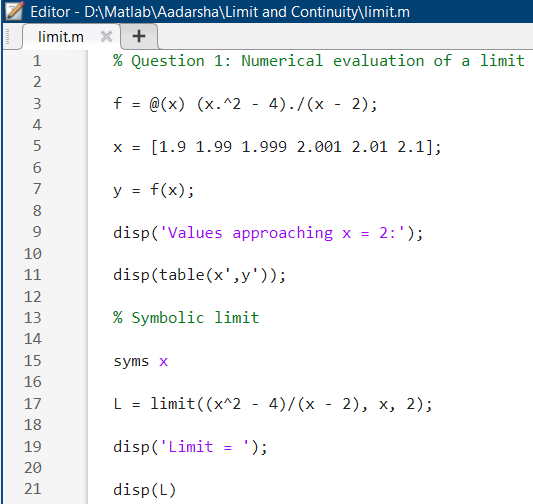 Editor - D:\Matlab\Aadarsha\Limit and Continuity\limit.m
limit.m × +
1 % Question 1: Numerical evaluation of a limit
2
3 f = @(x) (x.^2 - 4)./(x - 2);
4
5 x = [1.9 1.99 1.999 2.001 2.01 2.1];
6
7 y = f(x);
8
9 disp('Values approaching x = 2:');
10
11 disp(table(x',y'));
12
13 % Symbolic limit
14
15 syms x
16
17 L = limit((x^2 - 4)/(x - 2), x, 2);
18
19 disp('Limit = ');
20
21 disp(L)